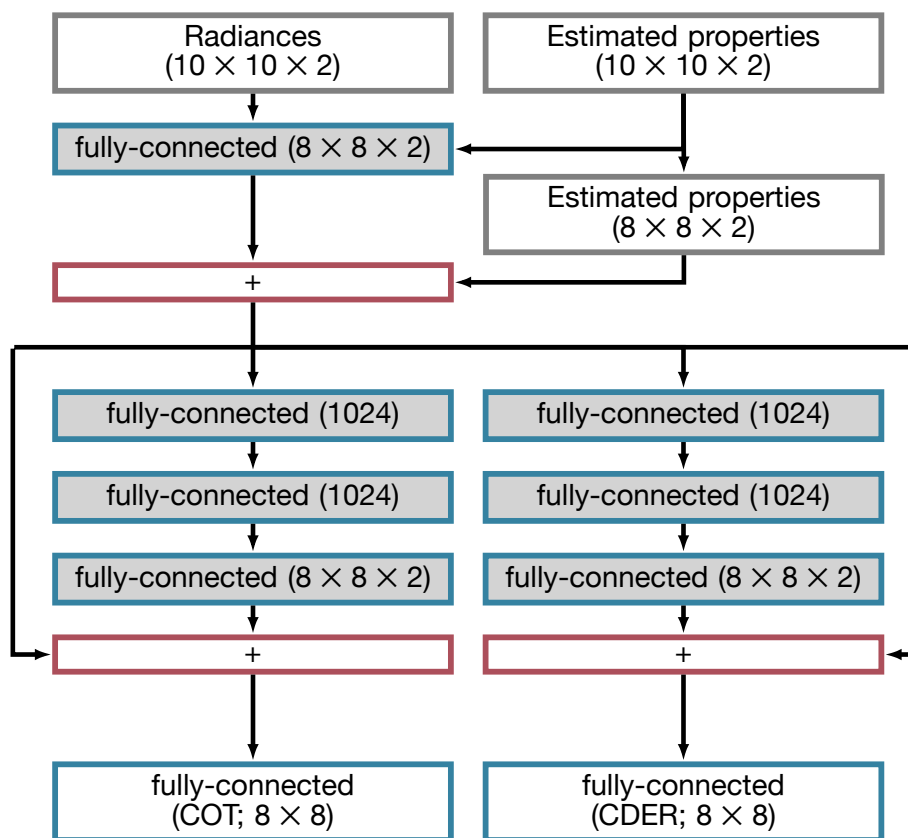 Radiances
(10 × 10 × 2)
Estimated properties
(10 × 10 × 2)
fully-connected (8 × 8 × 2)
Estimated properties
(8 × 8 × 2)
+
fully-connected (1024)
fully-connected (1024)
fully-connected (1024)
fully-connected (1024)
fully-connected (8 × 8 × 2)
fully-connected (8 × 8 × 2)
+
+
fully-connected
(COT; 8 × 8)
fully-connected
(CDER; 8 × 8)